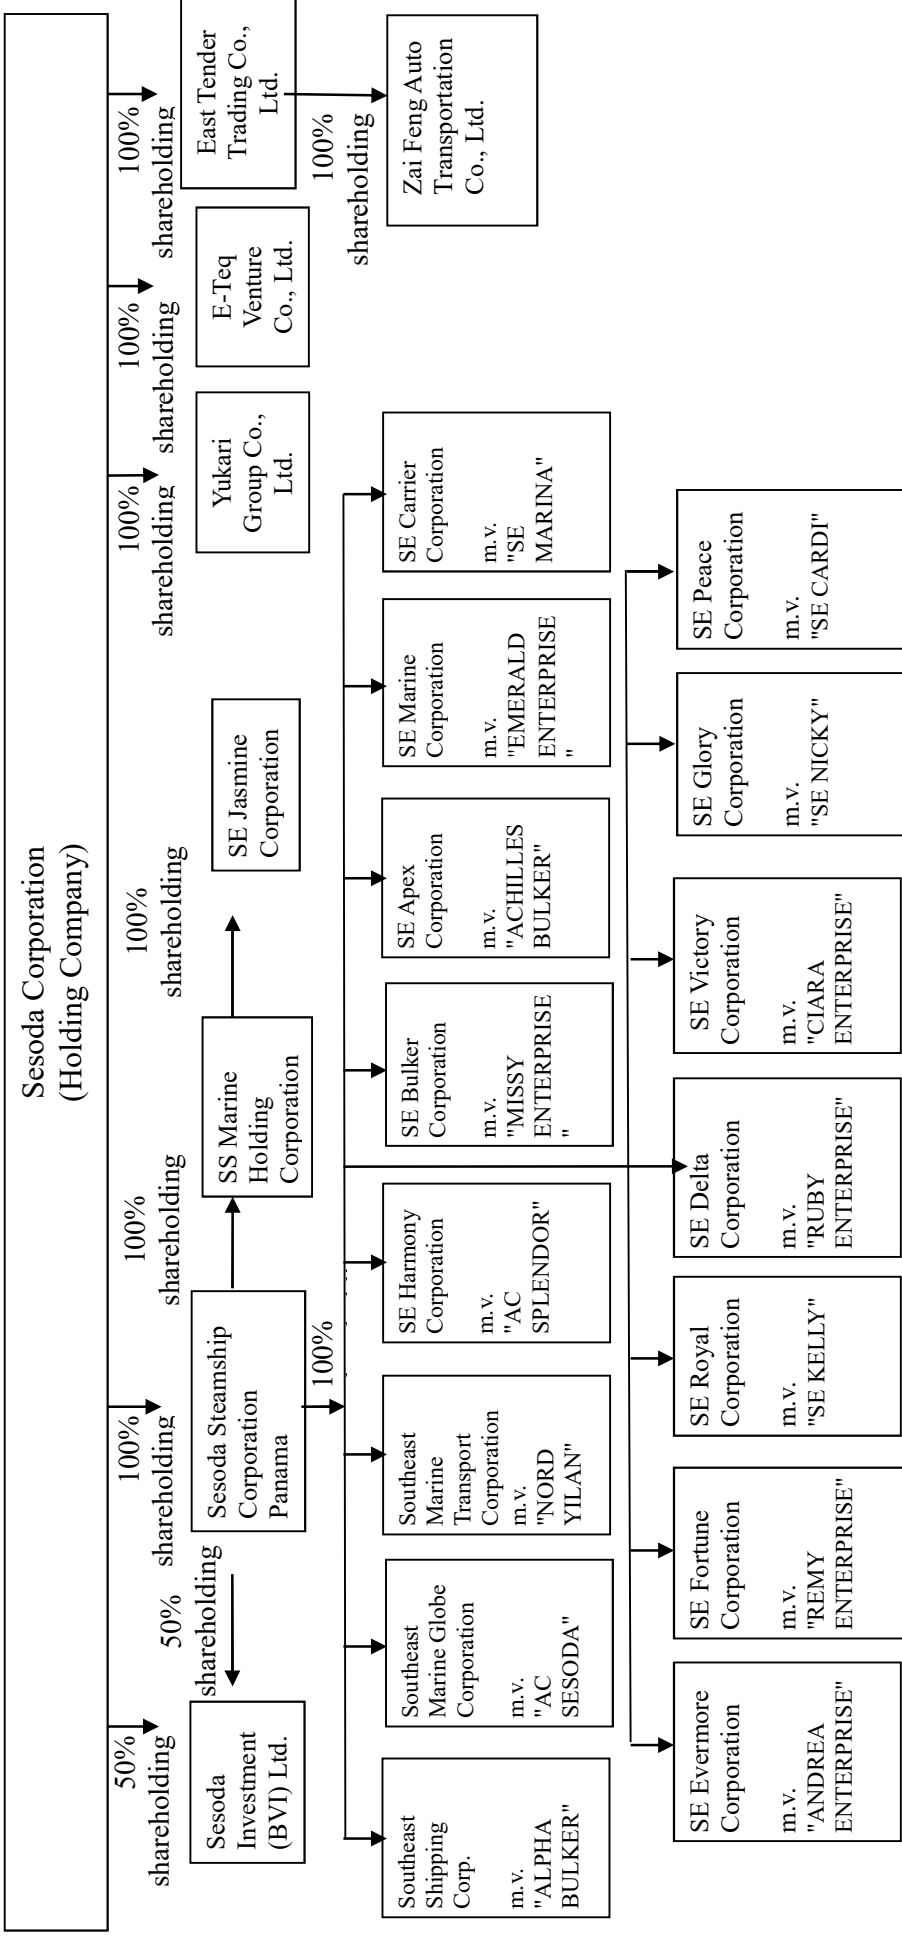 Sesoda Corporation
(Holding Company)
50%
shareholding
100%
shareholding
100%
shareholding
100%
shareholding
100%
shareholding
100%
shareholding
100%
shareholding
50%
shareholding
Sesoda
Investment
(BVI) Ltd.
Sesoda Steamship
Corporation
Panama
SS Marine
Holding
Corporation
SE Jasmine
Corporation
Yukari
Group Co.,
Ltd.
E-Teq
Venture
Co., Ltd.
East Tender
Trading Co.,
Ltd.
100%
100%
shareholding
Southeast
Shipping
Corp.
m.v.
"ALPHA
BULKER"
Southeast
Marine Globe
Corporation
m.v.
"AC
SESODA"
Southeast
Marine
Transport
Corporation
m.v.
"NORD
YILAN"
SE Harmony
Corporation
m.v.
"AC
SPLENDOR"
SE Bulker
Corporation
m.v.
"MISSY
ENTERPRISE
"
SE Apex
Corporation
m.v.
"ACHILLES
BULKER"
SE Marine
Corporation
m.v.
"EMERALD
ENTERPRISE
"
SE Carrier
Corporation
m.v.
"SE
MARINA"
Zai Feng Auto
Transportation
Co., Ltd.
SE Evermore
Corporation
m.v.
"ANDREA
ENTERPRISE"
SE Fortune
Corporation
m.v.
"REMY
ENTERPRISE"
SE Royal
Corporation
m.v.
"SE KELLY"
SE Delta
Corporation
m.v.
"RUBY
ENTERPRISE"
SE Victory
Corporation
m.v.
"CIARA
ENTERPRISE"
SE Glory
Corporation
m.v.
"SE NICKY"
SE Peace
Corporation
m.v.
"SE CARDI"